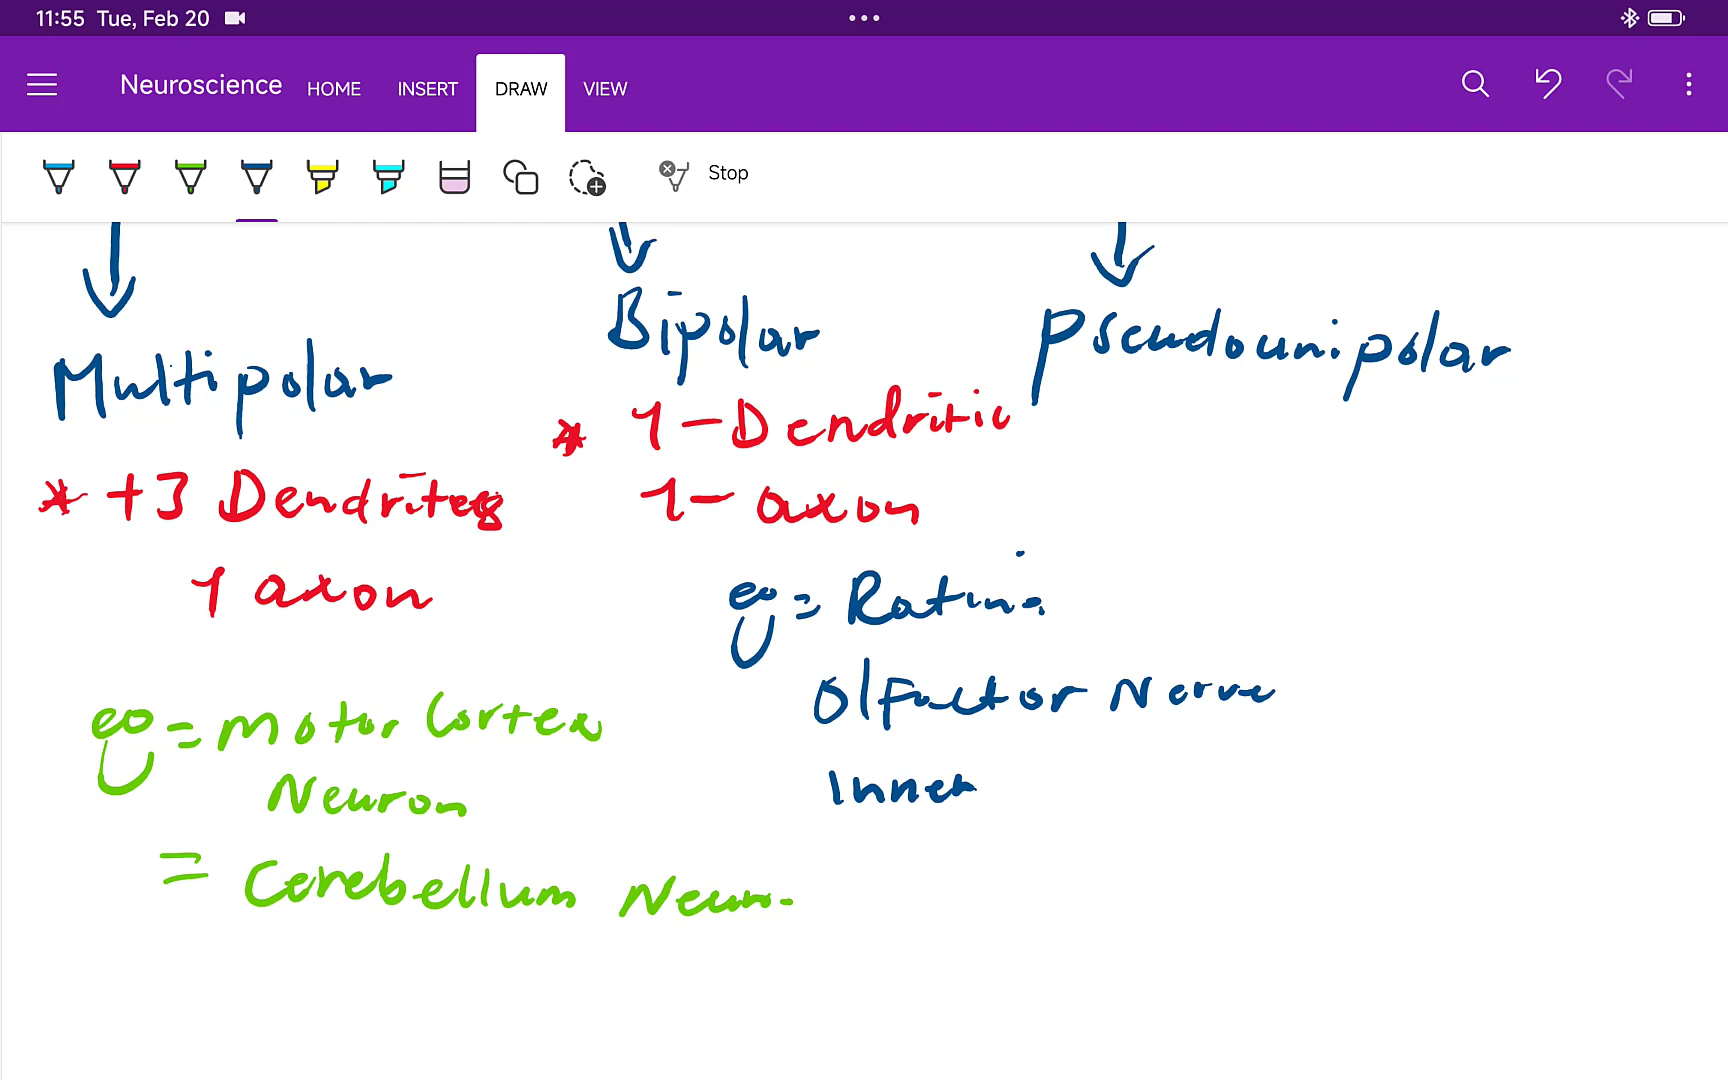 11:55 Tue, Feb 20
Neuroscience HOME INSERT DRAW VIEW
Stop
Multipolar
* +3 Dendrites
1 axon
eg = Motor Cortex
Neuron
= Cerebellum Neuro.
Bipolar
* 1 - Dendritic
1 - axon
eg = Ratina
Olfactor Nerve
Inner
Pseudounipolar